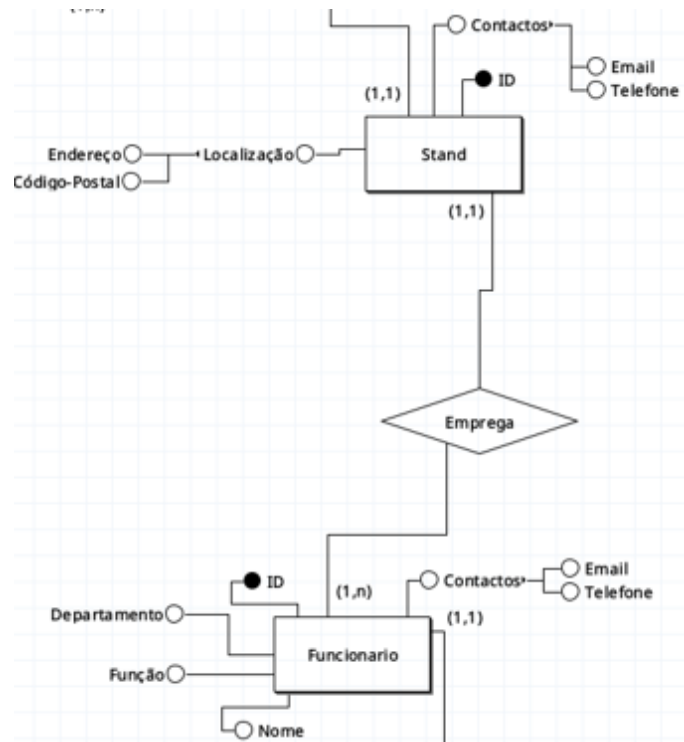 Contactos
Email
ID
Telefone
(1,1)
Endereço
Localização
Stand
Código-Postal
(1,1)
Emprega
ID
Email
(1,n)
Contactos
Telefone
Departamento
(1,1)
Funcionario
Função
Nome